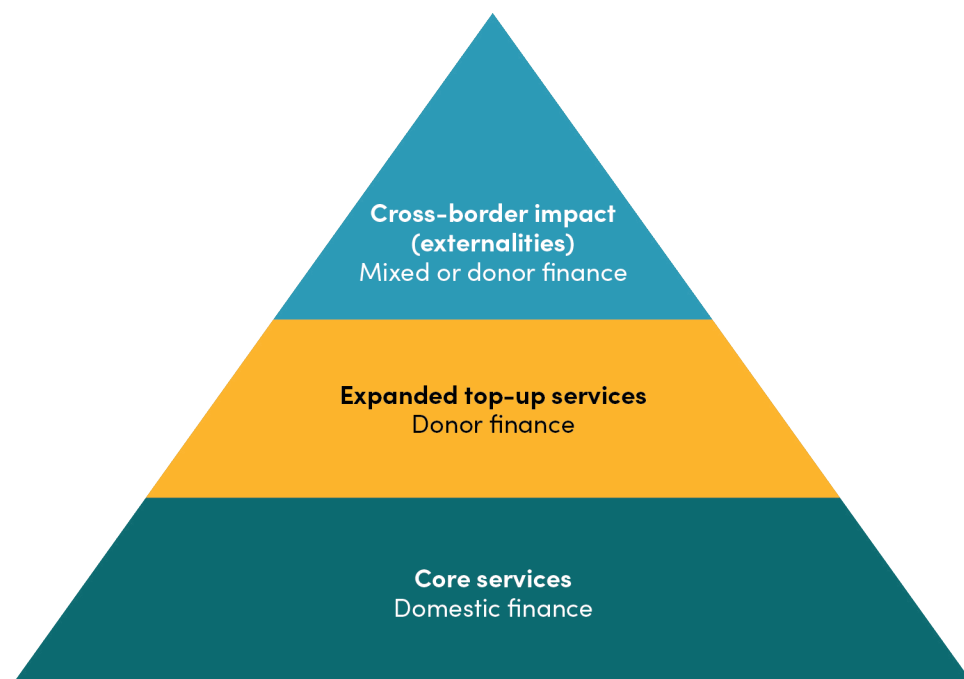 Cross-border impact
(externalities)
Mixed or donor finance
Expanded top-up services
Donor finance
Core services
Domestic finance